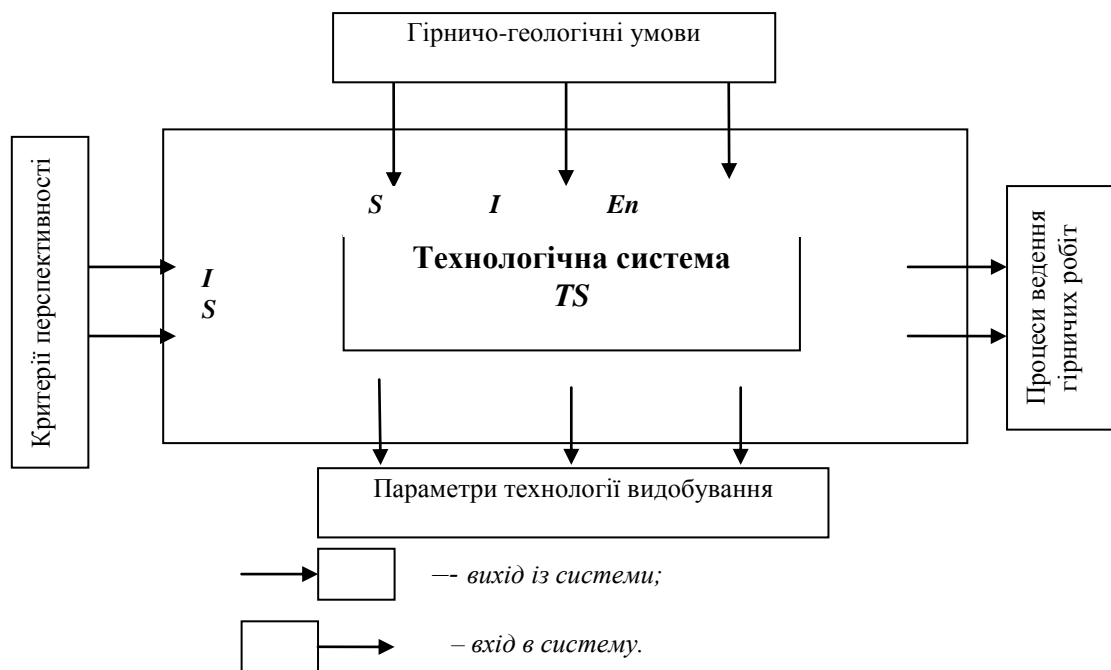 Гірничо-геологічні умови
Критерії перспективності
S I En
I
S
Технологічна система
TS
Процеси ведення
гірничих робіт
Параметри технології видобування
–- вихід із системи;
– вхід в систему.